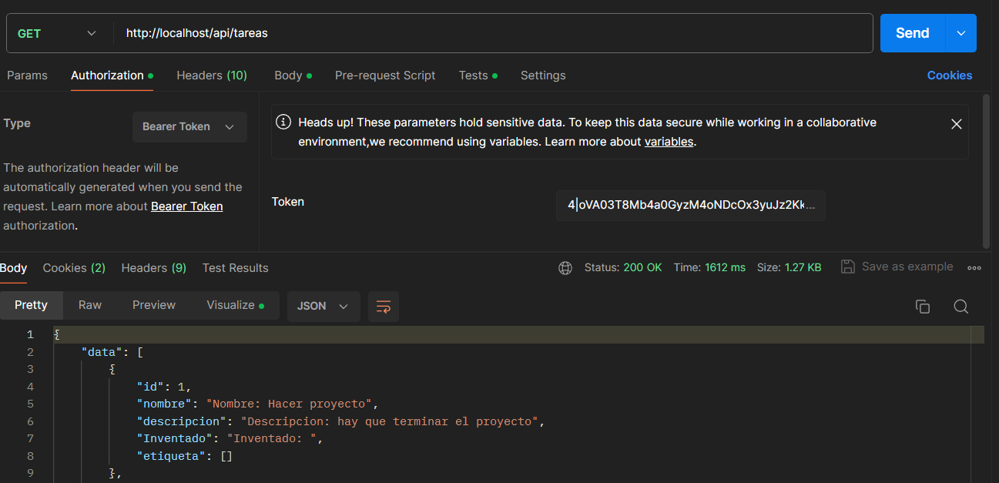 GET http://localhost/api/tareas Send
Params Authorization Headers (10) Body Pre-request Script Tests Settings Cookies
Type Bearer Token
The authorization header will be
automatically generated when you send the
request. Learn more about Bearer Token
authorization.
Heads up! These parameters hold sensitive data. To keep this data secure while working in a collaborative
environment,we recommend using variables. Learn more about variables.
Token 4|oVA03T8Mb4a0GyzM4oNDcOx3yuJz2Kk...
Body Cookies (2) Headers (9) Test Results Status: 200 OK Time: 1612 ms Size: 1.27 KB Save as example
Pretty Raw Preview Visualize JSON
1 {
2 "data": [
3 {
4 "id": 1,
5 "nombre": "Nombre: Hacer proyecto",
6 "descripcion": "Descripcion: hay que terminar el proyecto",
7 "Inventado": "Inventado: ",
8 "etiqueta": []
9 },